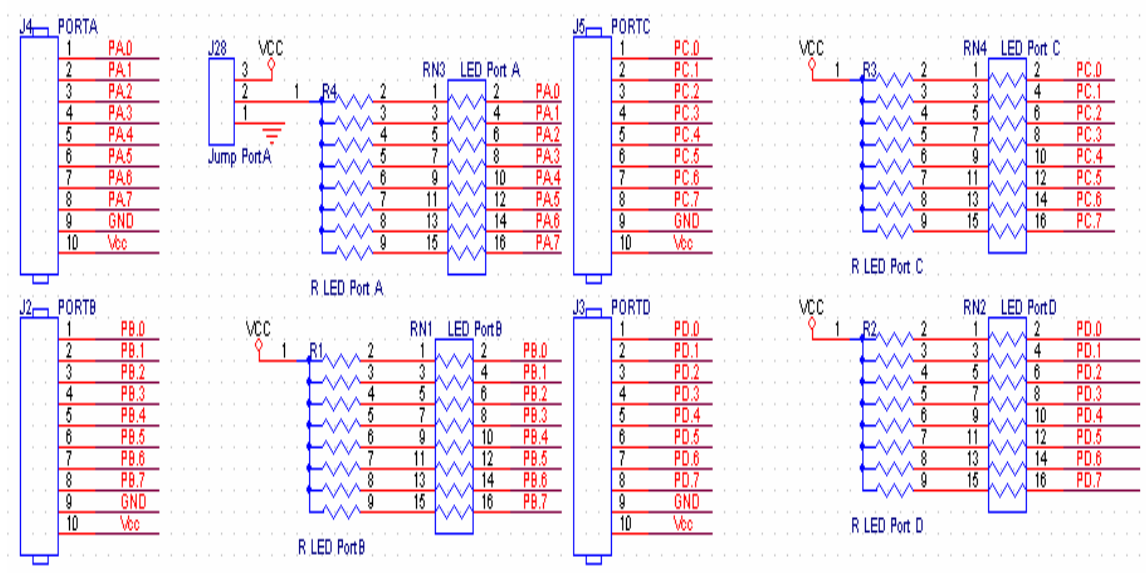 J4 PORTA
1 PA.0
2 PA.1
3 PA.2
4 PA.3
5 PA.4
6 PA.5
7 PA.6
8 PA.7
9 GND
10 Vcc
J28 VCC
3
2
1
Jump PortA
1 R4
RN3 LED Port A
2 1 2 PA.0
3 3 4 PA.1
4 5 6 PA.2
5 7 8 PA.3
6 9 10 PA.4
7 11 12 PA.5
8 13 14 PA.6
9 15 16 PA.7
R LED Port A
J5 PORTC
1 PC.0
2 PC.1
3 PC.2
4 PC.3
5 PC.4
6 PC.5
7 PC.6
8 PC.7
9 GND
10 Vcc
VCC
1 R3
RN4 LED Port C
2 1 2 PC.0
3 3 4 PC.1
4 5 6 PC.2
5 7 8 PC.3
6 9 10 PC.4
7 11 12 PC.5
8 13 14 PC.6
9 15 16 PC.7
R LED Port C
J2 PORTB
1 PB.0
2 PB.1
3 PB.2
4 PB.3
5 PB.4
6 PB.5
7 PB.6
8 PB.7
9 GND
10 Vcc
VCC
1 R1
RN1 LED PortB
2 1 2 PB.0
3 3 4 PB.1
4 5 6 PB.2
5 7 8 PB.3
6 9 10 PB.4
7 11 12 PB.5
8 13 14 PB.6
9 15 16 PB.7
R LED PortB
J3 PORTD
1 PD.0
2 PD.1
3 PD.2
4 PD.3
5 PD.4
6 PD.5
7 PD.6
8 PD.7
9 GND
10 Vcc
VCC
1 R2
RN2 LED PortD
2 1 2 PD.0
3 3 4 PD.1
4 5 6 PD.2
5 7 8 PD.3
6 9 10 PD.4
7 11 12 PD.5
8 13 14 PD.6
9 15 16 PD.7
R LED Port D